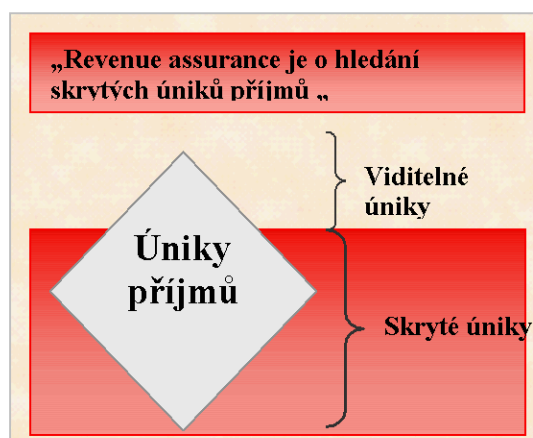 „Revenue assurance je o hledání
skrytých úniků příjmů „
Viditelné
úniky
Úniky
příjmů
Skryté úniky